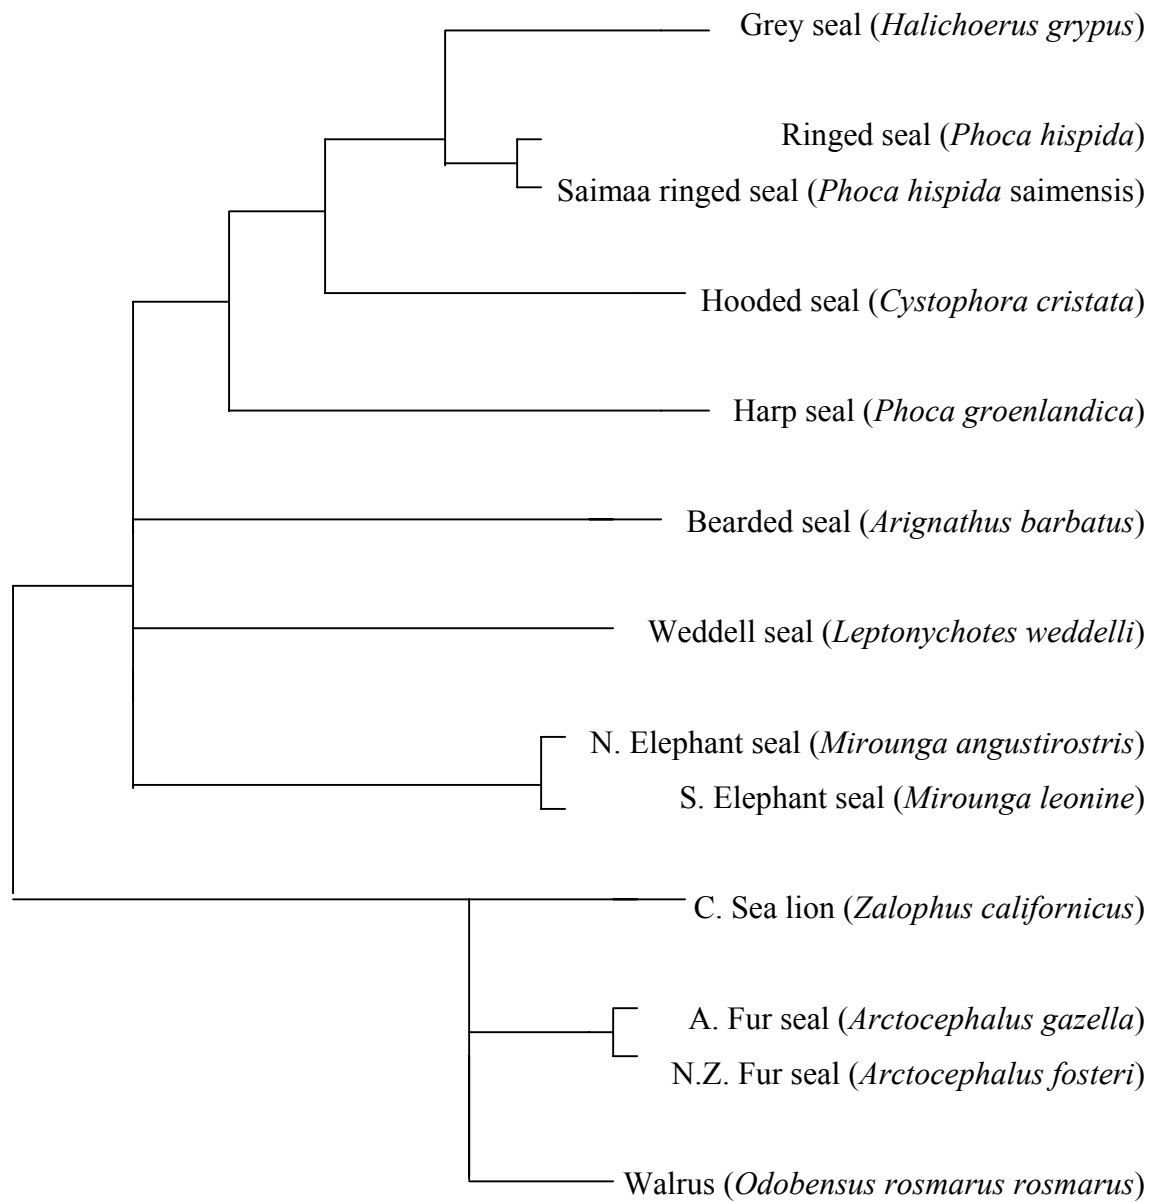 Grey seal (Halichoerus grypus)
Ringed seal (Phoca hispida)
Saimaa ringed seal (Phoca hispida saimensis)
Hooded seal (Cystophora cristata)
Harp seal (Phoca groenlandica)
Bearded seal (Arignathus barbatus)
Weddell seal (Leptonychotes weddelli)
N. Elephant seal (Mirounga angustirostris)
S. Elephant seal (Mirounga leonine)
C. Sea lion (Zalophus californicus)
A. Fur seal (Arctocephalus gazella)
N.Z. Fur seal (Arctocephalus fosteri)
Walrus (Odobensus rosmarus rosmarus)